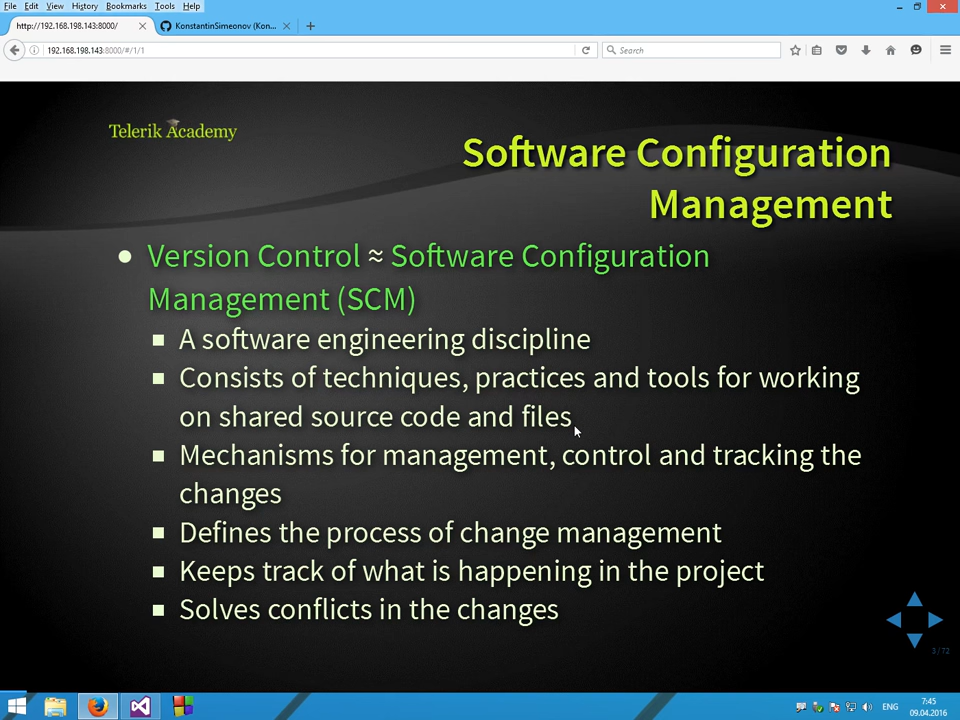 File Edit View History Bookmarks Tools Help
http://192.168.198.143:8000/
KonstantinSimeonov (Kon...
192.168.198.143:8000/#/1/1
Search
Telerik Academy
Software Configuration
Management
Version Control ≈ Software Configuration
Management (SCM)
A software engineering discipline
Consists of techniques, practices and tools for working
on shared source code and files
Mechanisms for management, control and tracking the
changes
Defines the process of change management
Keeps track of what is happening in the project
Solves conflicts in the changes
3 / 72
ENG
7:45
09.04.2016